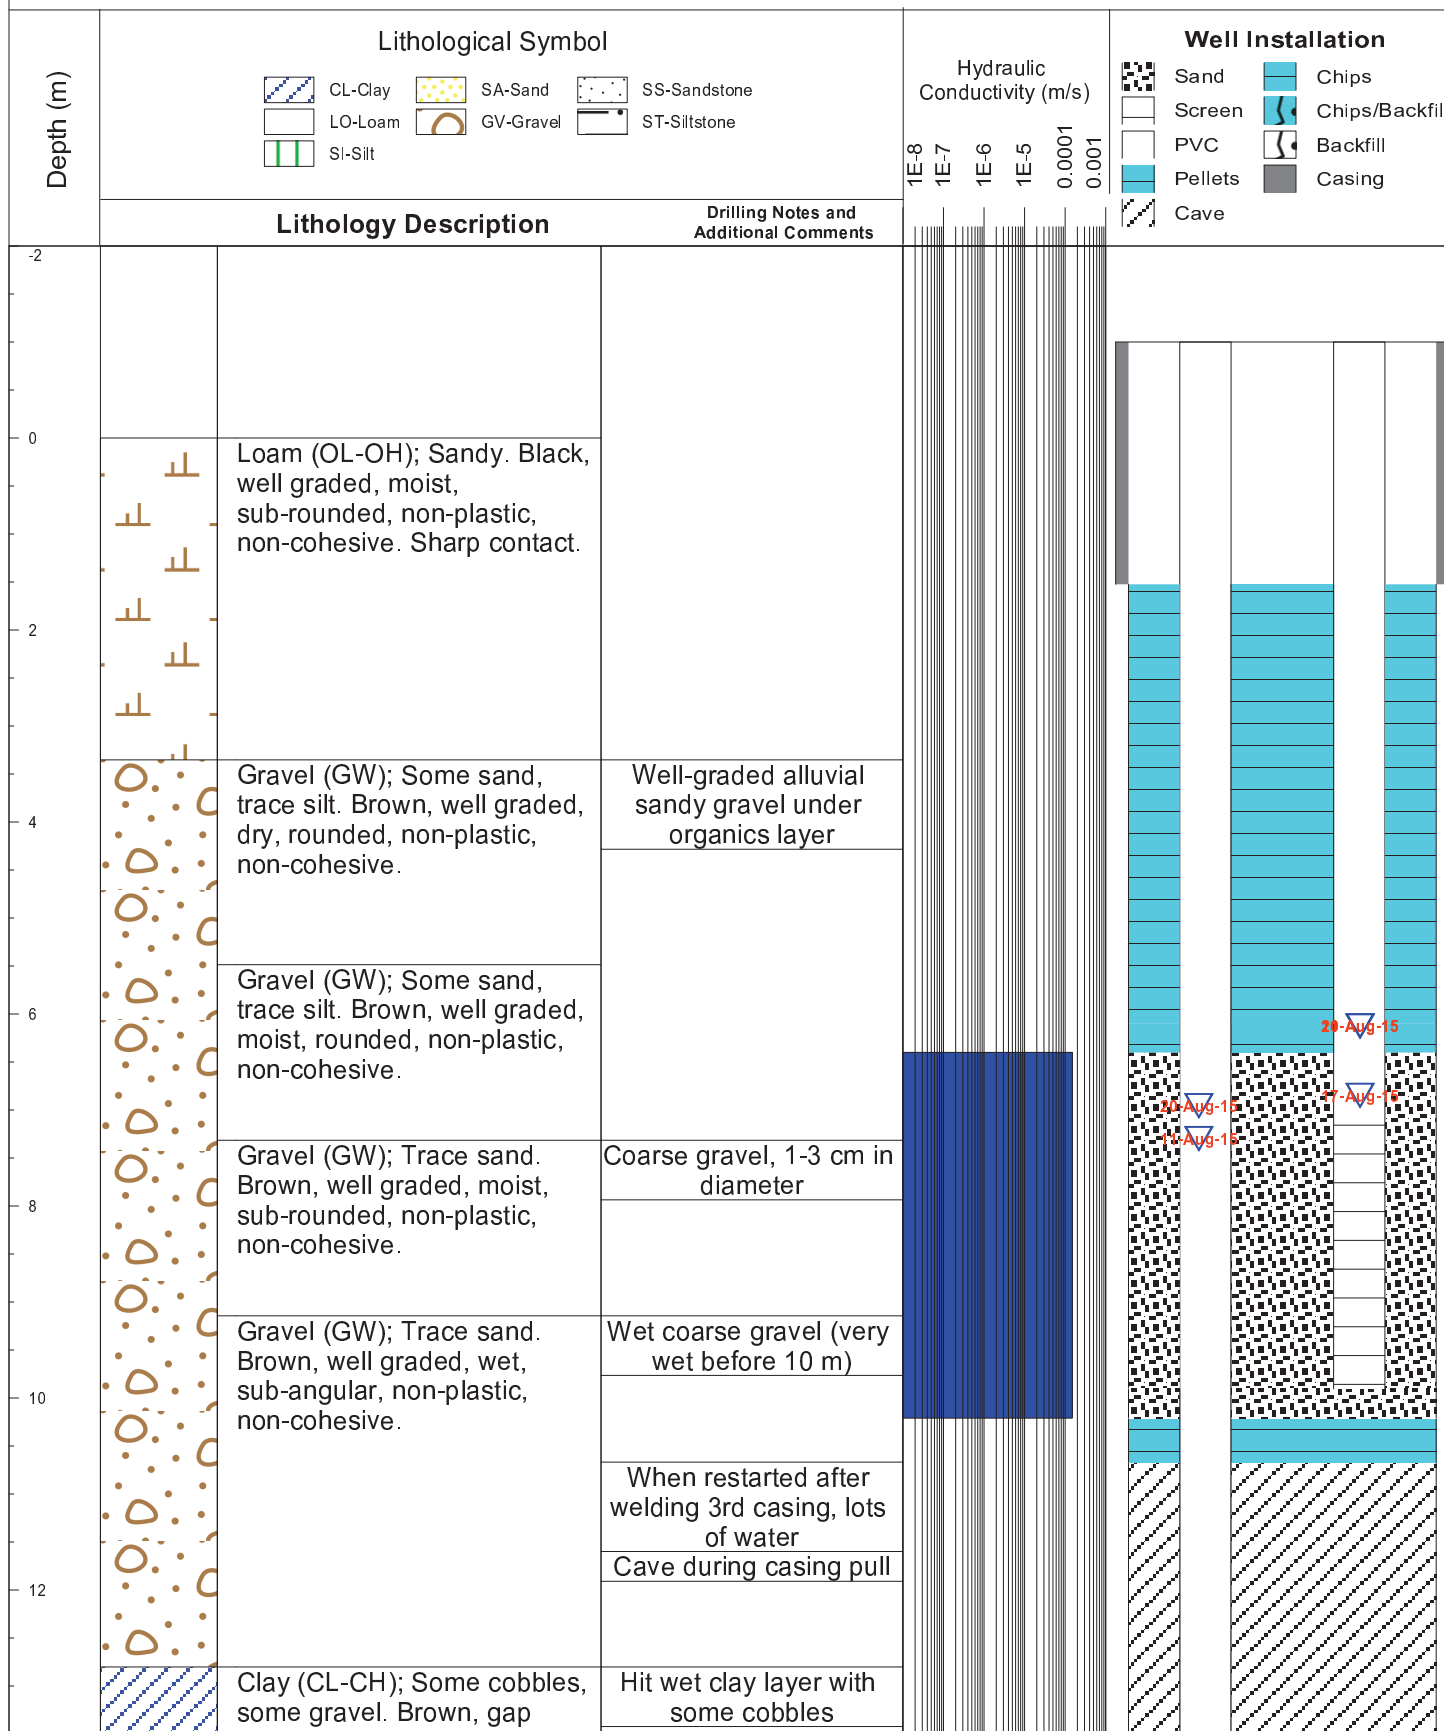 Depth (m)
Lithological Symbol
CL-Clay
SA-Sand
SS-Sandstone
LO-Loam
GV-Gravel
ST-Siltstone
SI-Silt
Lithology Description
Drilling Notes and
Additional Comments
Hydraulic
Conductivity (m/s)
1E-8
1E-7
1E-6
1E-5
0.0001
0.001
Well Installation
Sand
Chips
Screen
Chips/Backfil
PVC
Backfill
Pellets
Casing
Cave
-2
0
2
4
6
8
10
12
Loam (OL-OH); Sandy. Black,
well graded, moist,
sub-rounded, non-plastic,
non-cohesive. Sharp contact.
Gravel (GW); Some sand,
trace silt. Brown, well graded,
dry, rounded, non-plastic,
non-cohesive.
Well-graded alluvial
sandy gravel under
organics layer
Gravel (GW); Some sand,
trace silt. Brown, well graded,
moist, rounded, non-plastic,
non-cohesive.
Gravel (GW); Trace sand.
Brown, well graded, moist,
sub-rounded, non-plastic,
non-cohesive.
Coarse gravel, 1-3 cm in
diameter
Gravel (GW); Trace sand.
Brown, well graded, wet,
sub-angular, non-plastic,
non-cohesive.
Wet coarse gravel (very
wet before 10 m)
When restarted after
welding 3rd casing, lots
of water
Cave during casing pull
Clay (CL-CH); Some cobbles,
some gravel. Brown, gap
Hit wet clay layer with
some cobbles
17-Aug-15
20-Aug-15
11-Aug-15